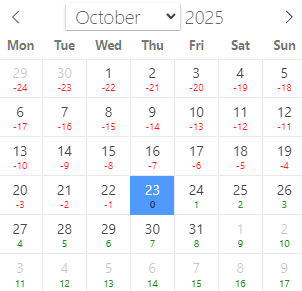 October 2025
Mon Tue Wed Thu Fri Sat Sun
29 30 1 2 3 4 5
-24 -23 -22 -21 -20 -19 -18
6 7 8 9 10 11 12
-17 -16 -15 -14 -13 -12 -11
13 14 15 16 17 18 19
-10 -9 -8 -7 -6 -5 -4
20 21 22 23 24 25 26
-3 -2 -1 0 1 2 3
27 28 29 30 31 1 2
4 5 6 7 8 9 10
3 4 5 6 7 8 9
11 12 13 14 15 16 17